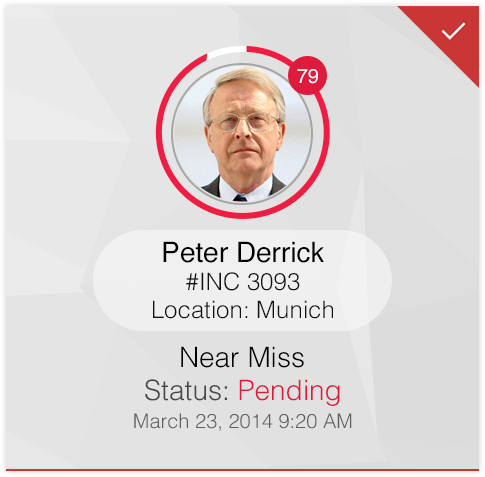 79
Peter Derrick
#INC 3093
Location: Munich
Near Miss
Status: Pending
March 23, 2014 9:20 AM